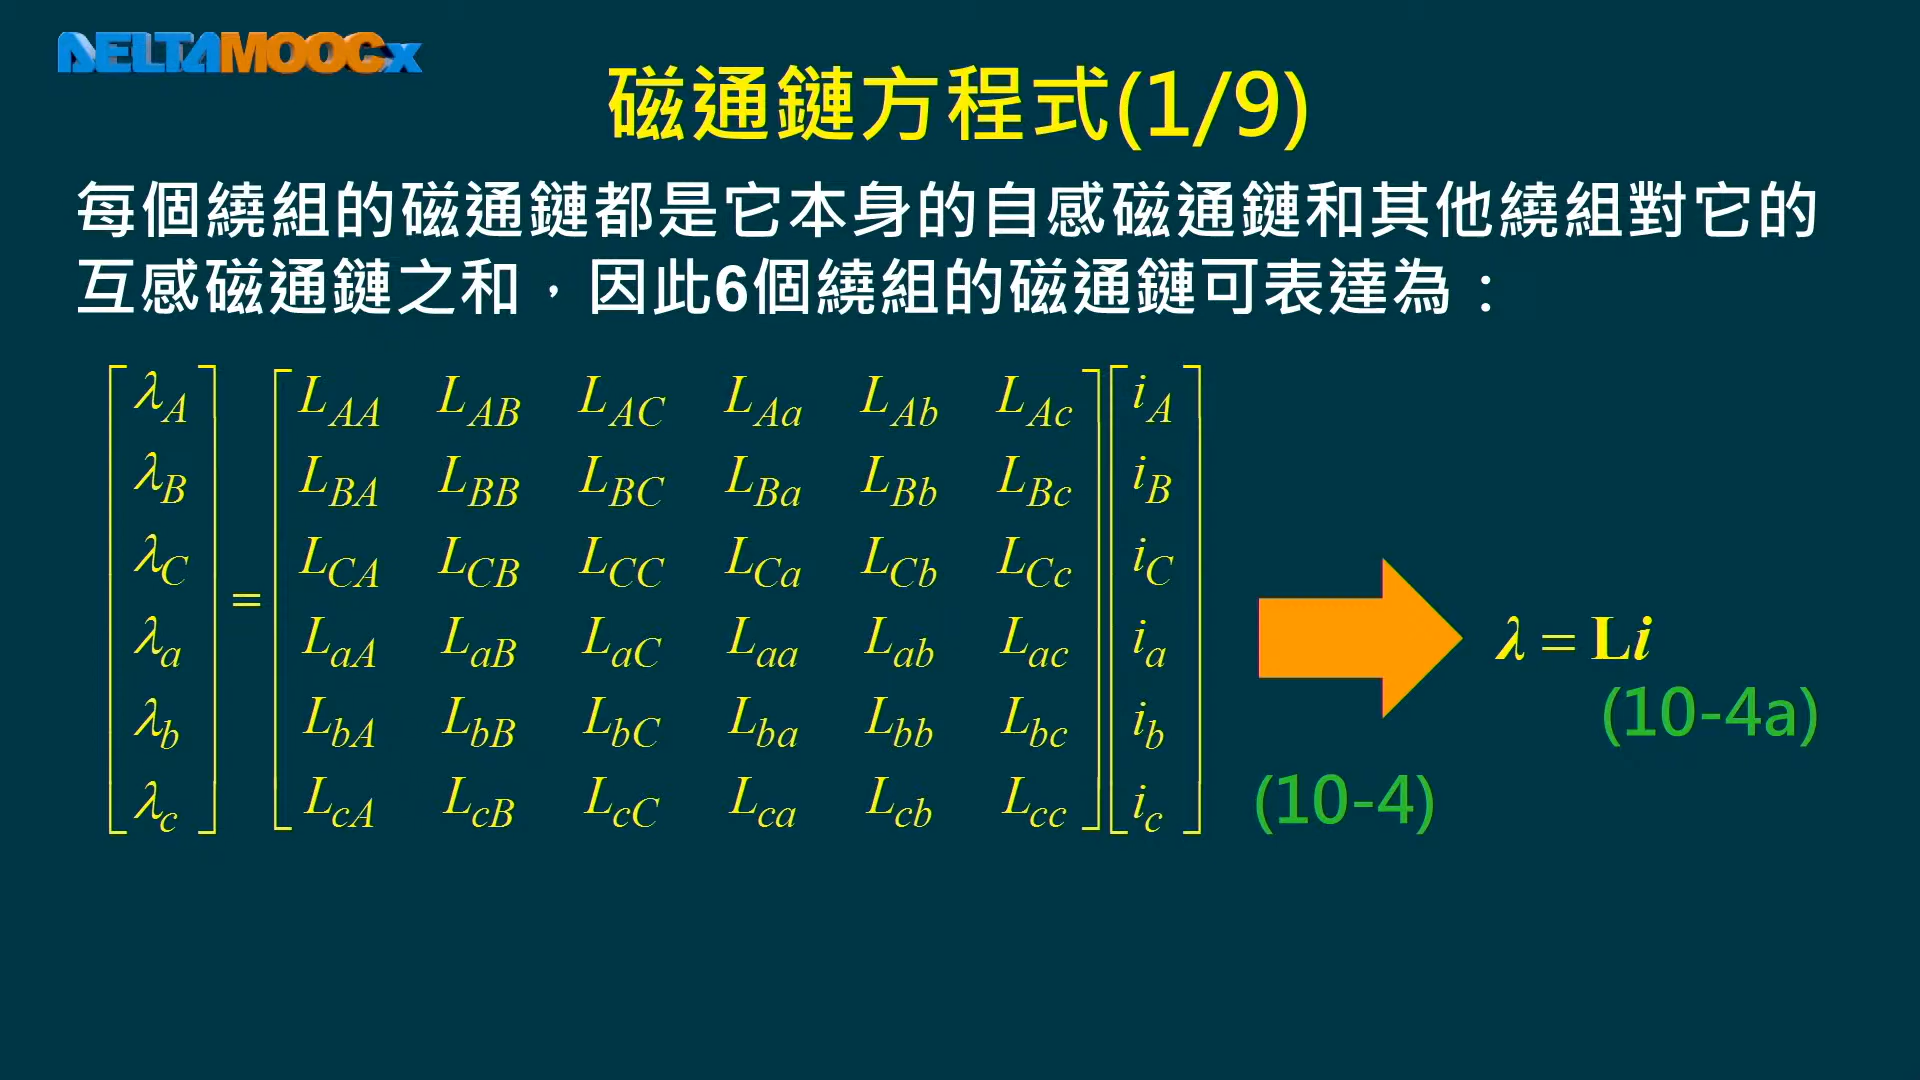 DELTAMOOCx
磁通鏈方程式(1/9)
每個繞組的磁通鏈都是它本身的自感磁通鏈和其他繞組對它的
互感磁通鏈之和，因此6個繞組的磁通鏈可表達為：
λA LAA LAB LAC LAa LAb LAc iA
λB LBA LBB LBC LBa LBb LBc iB
λC LCA LCB LCC LCa LCb LCc iC
=
λa LaA LaB LaC Laa Lab Lac ia
λb LbA LbB LbC Lba Lbb Lbc ib
λc LcA LcB LcC Lca Lcb Lcc ic
(10-4)
λ = Li
(10-4a)